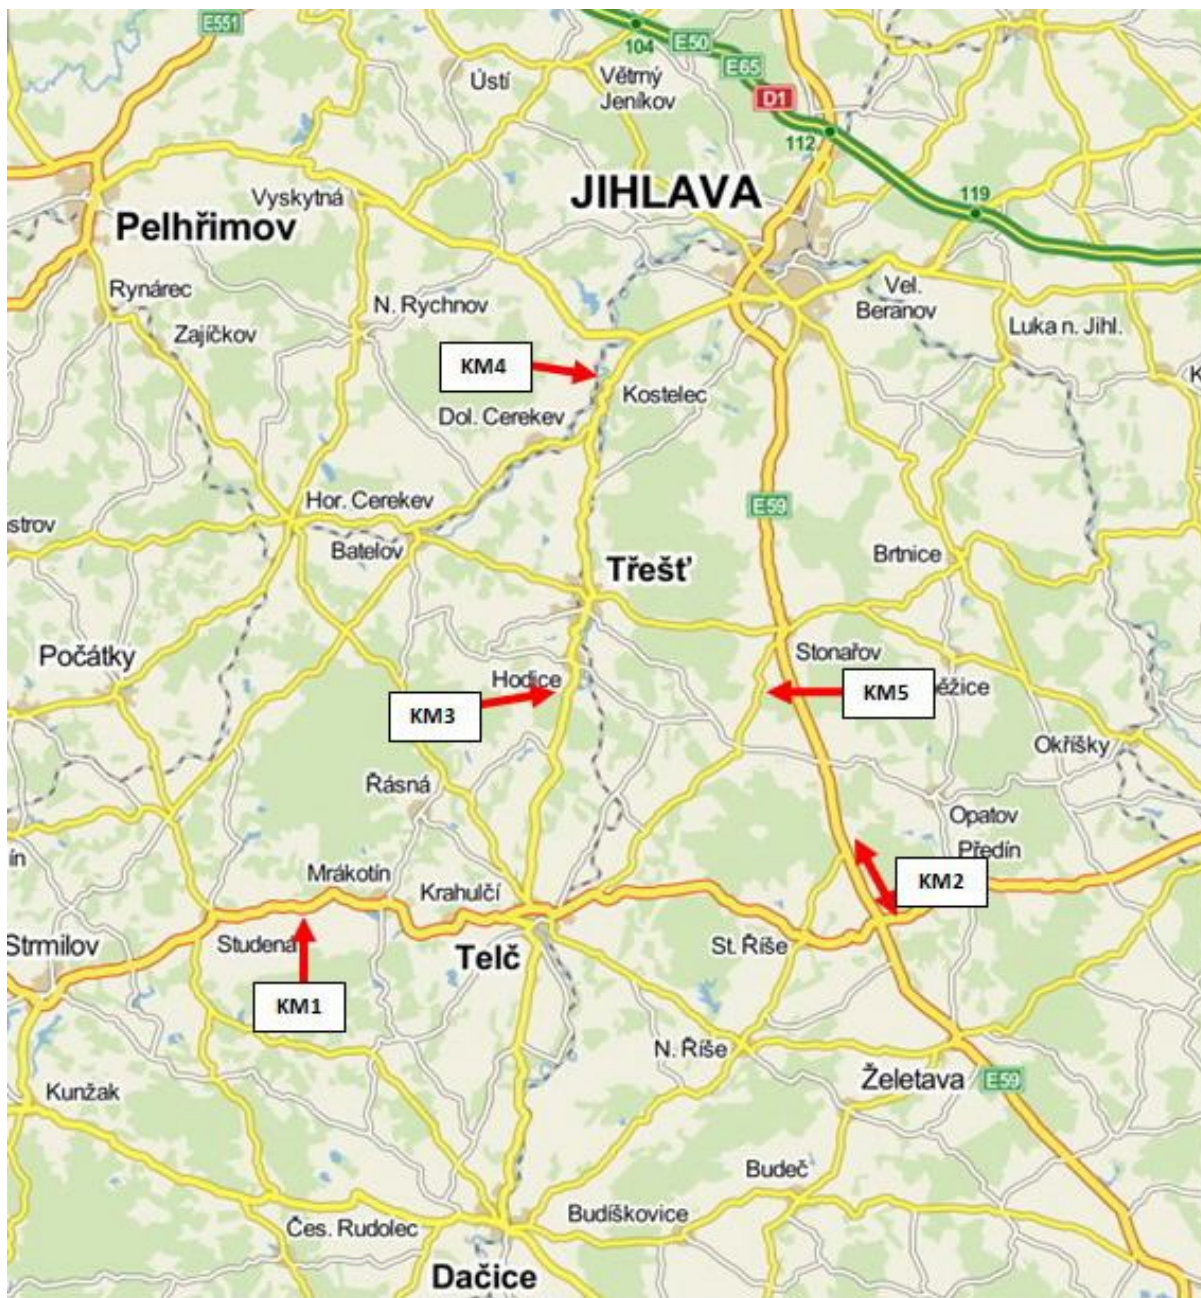 E551
104
E50
E65
Ústí
Větrný
Jeníkov
D1
112
Vyskytná
JIHLAVA
119
Pelhřimov
Rynárec
N. Rychnov
Vel.
Beranov
Zajíčkov
Luka n. Jihl.
KM4
K
Kostelec
Dol. Cerekev
Hor. Cerekev
E59
strov
Batelov
Brtnice
Třešť
Počátky
Stonařov
Hodice
KM5
ěžice
KM3
Okříšky
Řásná
Opatov
ín
Předín
Mrákotín
Krahulčí
KM2
Strmilov
Studená
Telč
St. Říše
KM1
N. Říše
Želetava
E59
Kunžak
Budeč
Čes. Rudolec
Budíškovice
Dačice